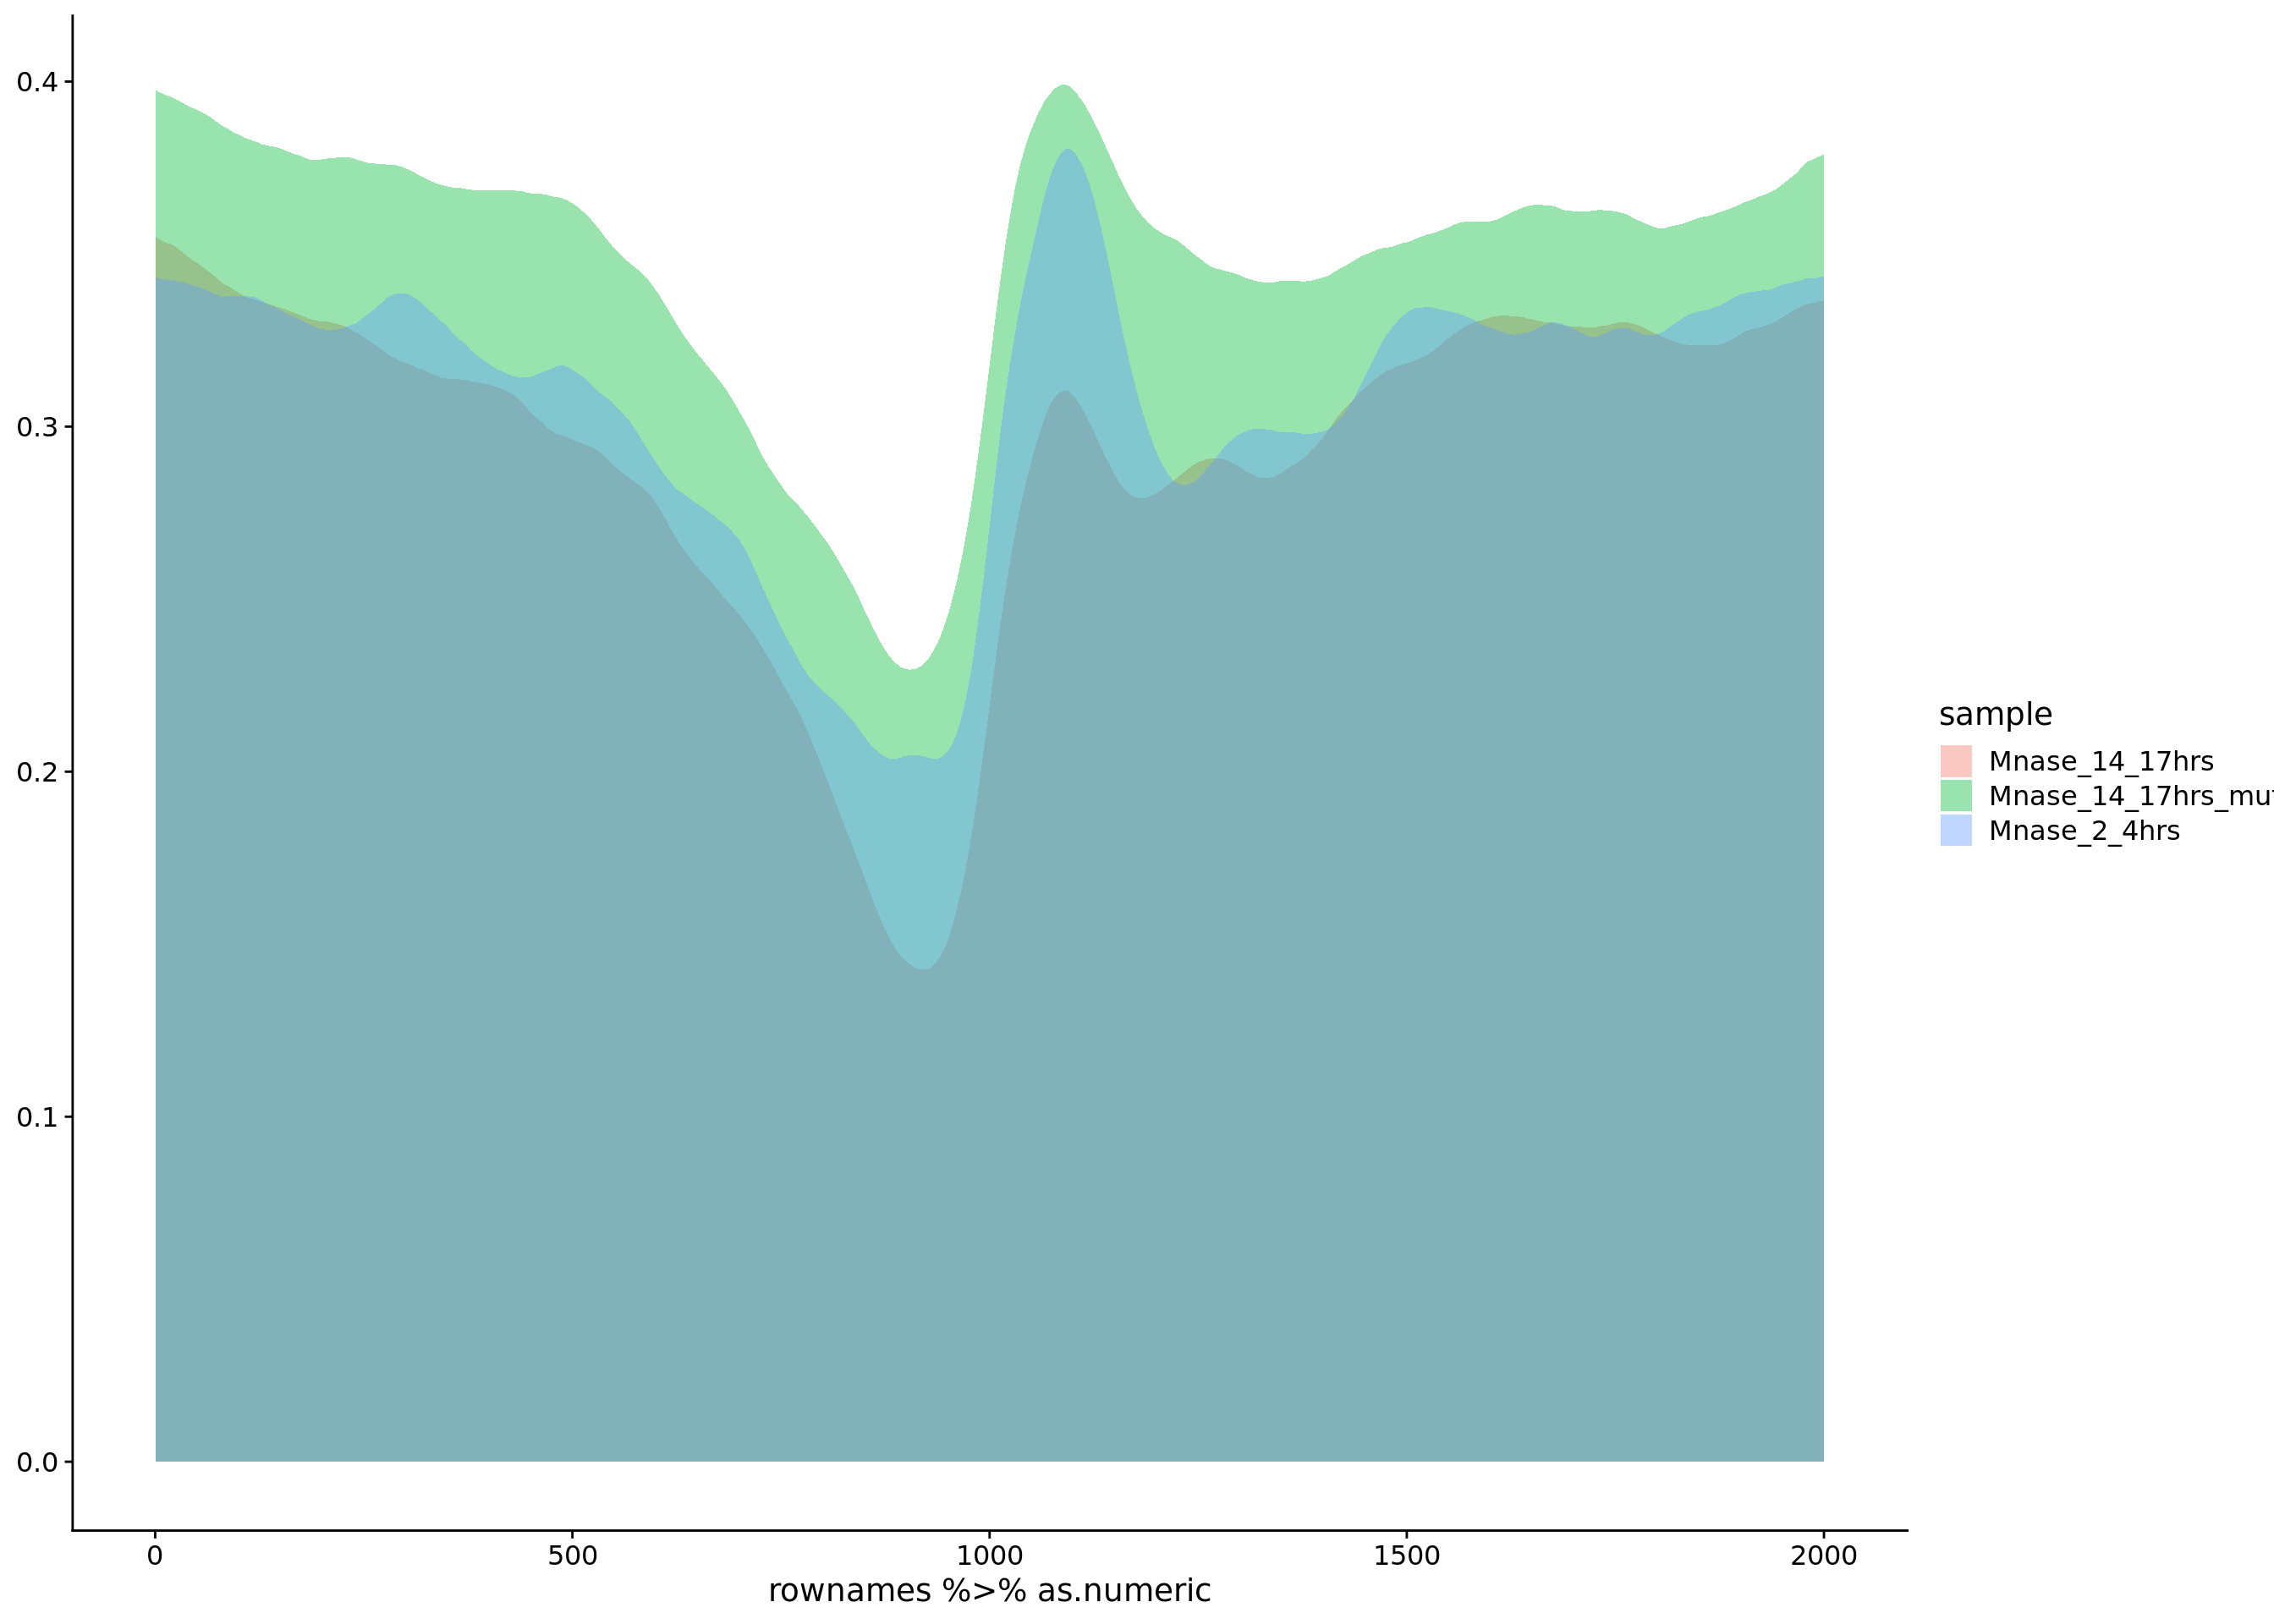 0.4
0.3
0.2
0.1
0.0
0 500 1000 1500 2000
rownames %>% as.numeric
sample
Mnase_14_17hrs
Mnase_14_17hrs_mu
Mnase_2_4hrs